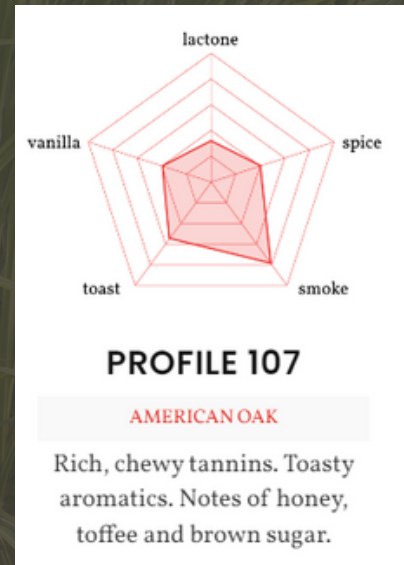 lactone
vanilla
spice
toast
smoke
PROFILE 107
AMERICAN OAK
Rich, chewy tannins. Toasty
aromatics. Notes of honey,
toffee and brown sugar.